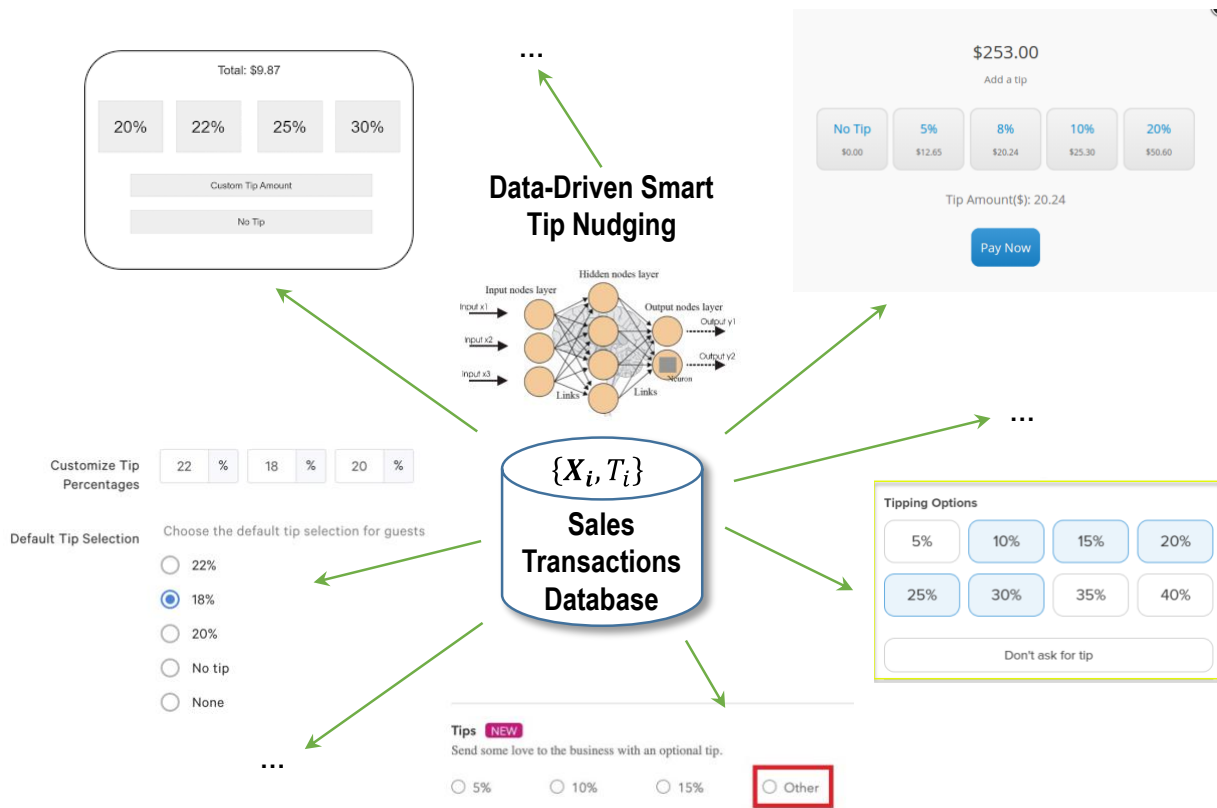 ...
Total: $9.87
20% 22% 25% 30%
Custom Tip Amount
No Tip
$253.00
Add a tip
No Tip 5% 8% 10% 20%
$0.00 $12.65 $20.24 $25.30 $50.60
Tip Amount($): 20.24
Pay Now
Data-Driven Smart
Tip Nudging
Hidden nodes layer
Input nodes layer
Output nodes layer
Input x1
Input x2
Input x3
Output y1
Output y2
Neuron
Links
Links
{Xᵢ, Tᵢ}
Sales
Transactions
Database
...
Customize Tip
Percentages
22 % 18 % 20 %
Default Tip Selection
Choose the default tip selection for guests
22%
18%
20%
No tip
None
...
Tipping Options
5% 10% 15% 20%
25% 30% 35% 40%
Don't ask for tip
Tips NEW
Send some love to the business with an optional tip.
5% 10% 15% Other